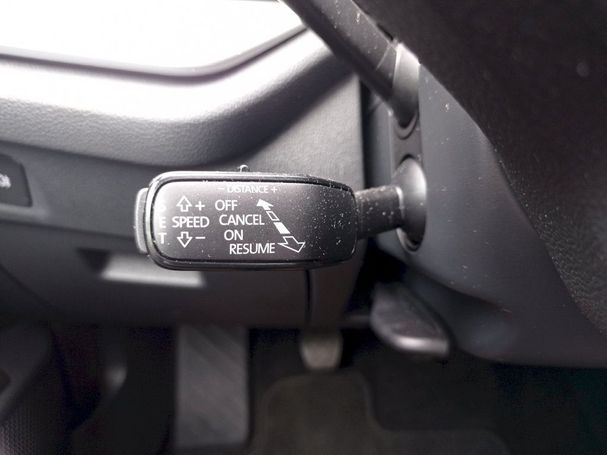 − DISTANCE +
S ⇧ + OFF
E SPEED CANCEL
T ⇩ − ON
RESUME